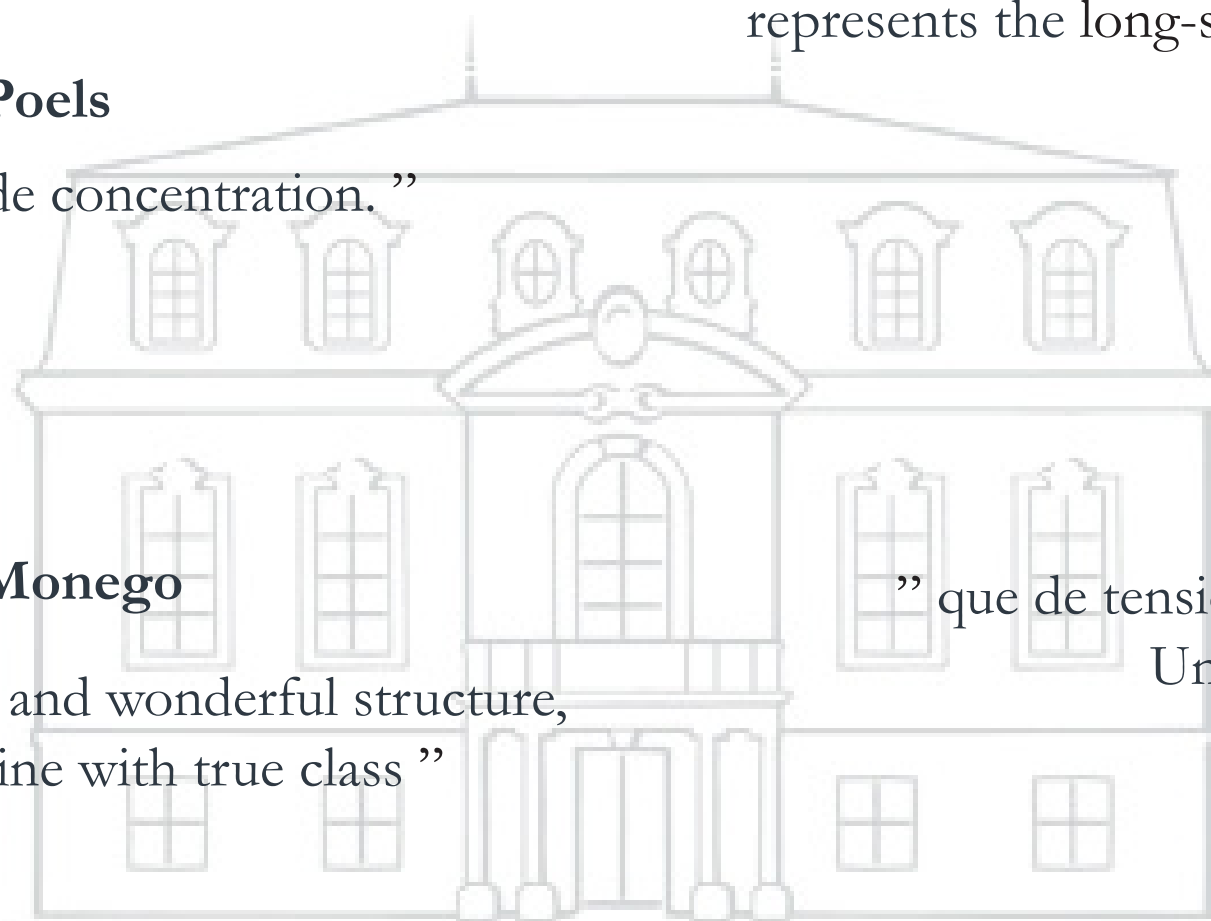 represents the long-s
Poels
de concentration. ”
Monego
and wonderful structure,
ine with true class ”
” que de tensi
Un